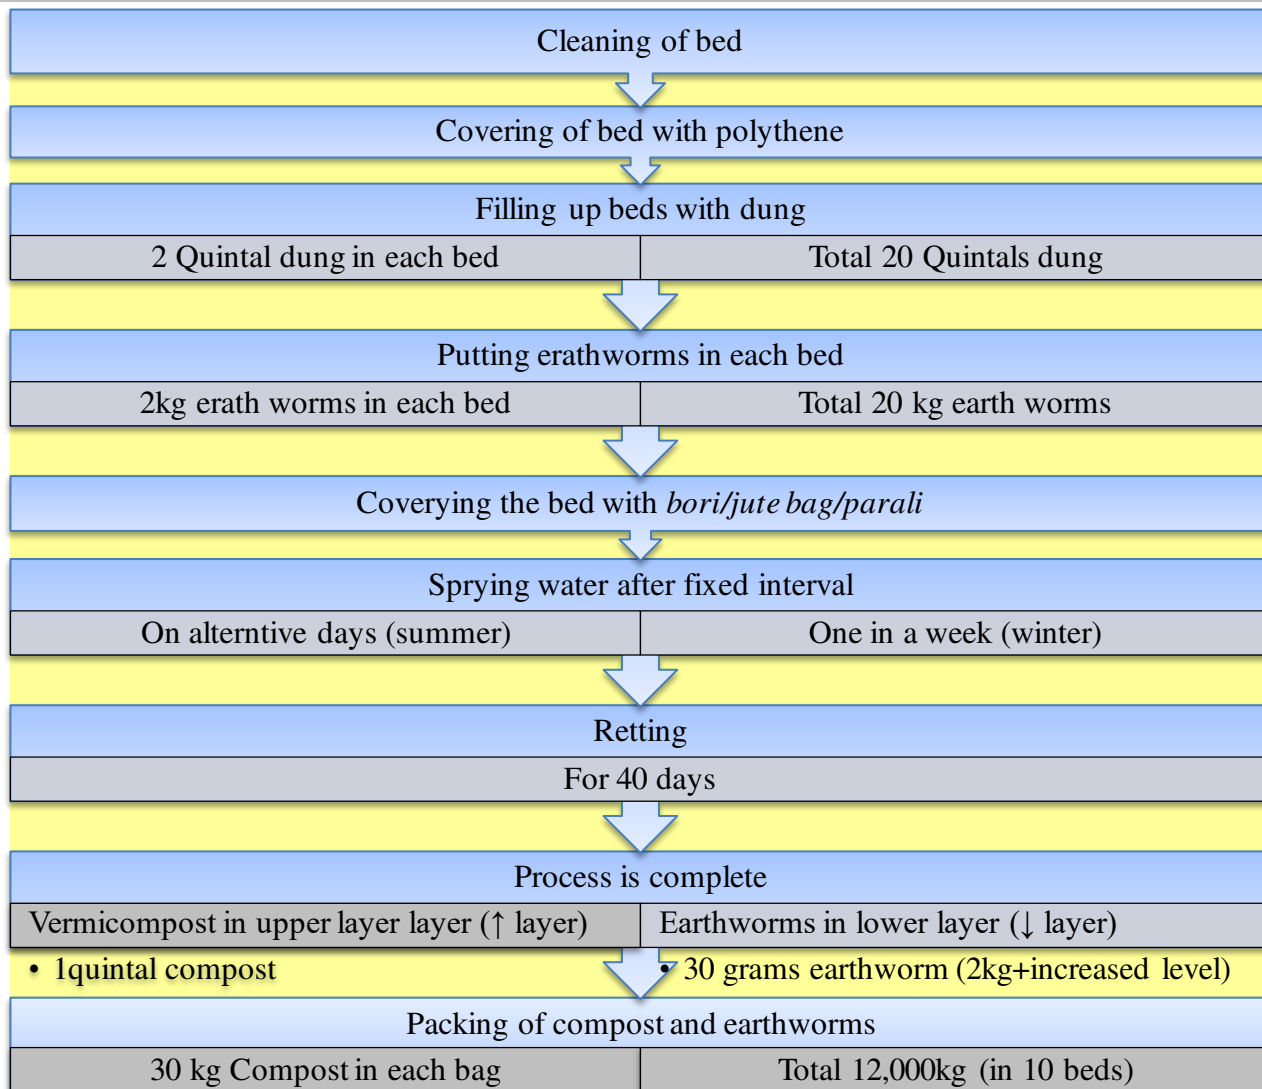 Cleaning of bed
Covering of bed with polythene
Filling up beds with dung
2 Quintal dung in each bed
Total 20 Quintals dung
Putting erathworms in each bed
2kg erath worms in each bed
Total 20 kg earth worms
Coverying the bed with bori/jute bag/parali
Sprying water after fixed interval
On alterntive days (summer)
One in a week (winter)
Retting
For 40 days
Process is complete
Vermicompost in upper layer layer (↑ layer)
Earthworms in lower layer (↓ layer)
• 1quintal compost
• 30 grams earthworm (2kg+increased level)
Packing of compost and earthworms
30 kg Compost in each bag
Total 12,000kg (in 10 beds)